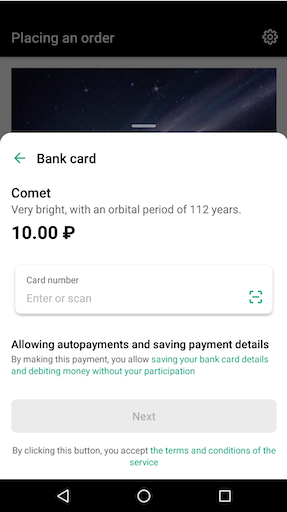 Placing an order
Bank card
Comet
Very bright, with an orbital period of 112 years.
10.00 ₽
Card number
Enter or scan
Allowing autopayments and saving payment details
By making this payment, you allow saving your bank card details
and debiting money without your participation
Next
By clicking this button, you accept the terms and conditions of the
service